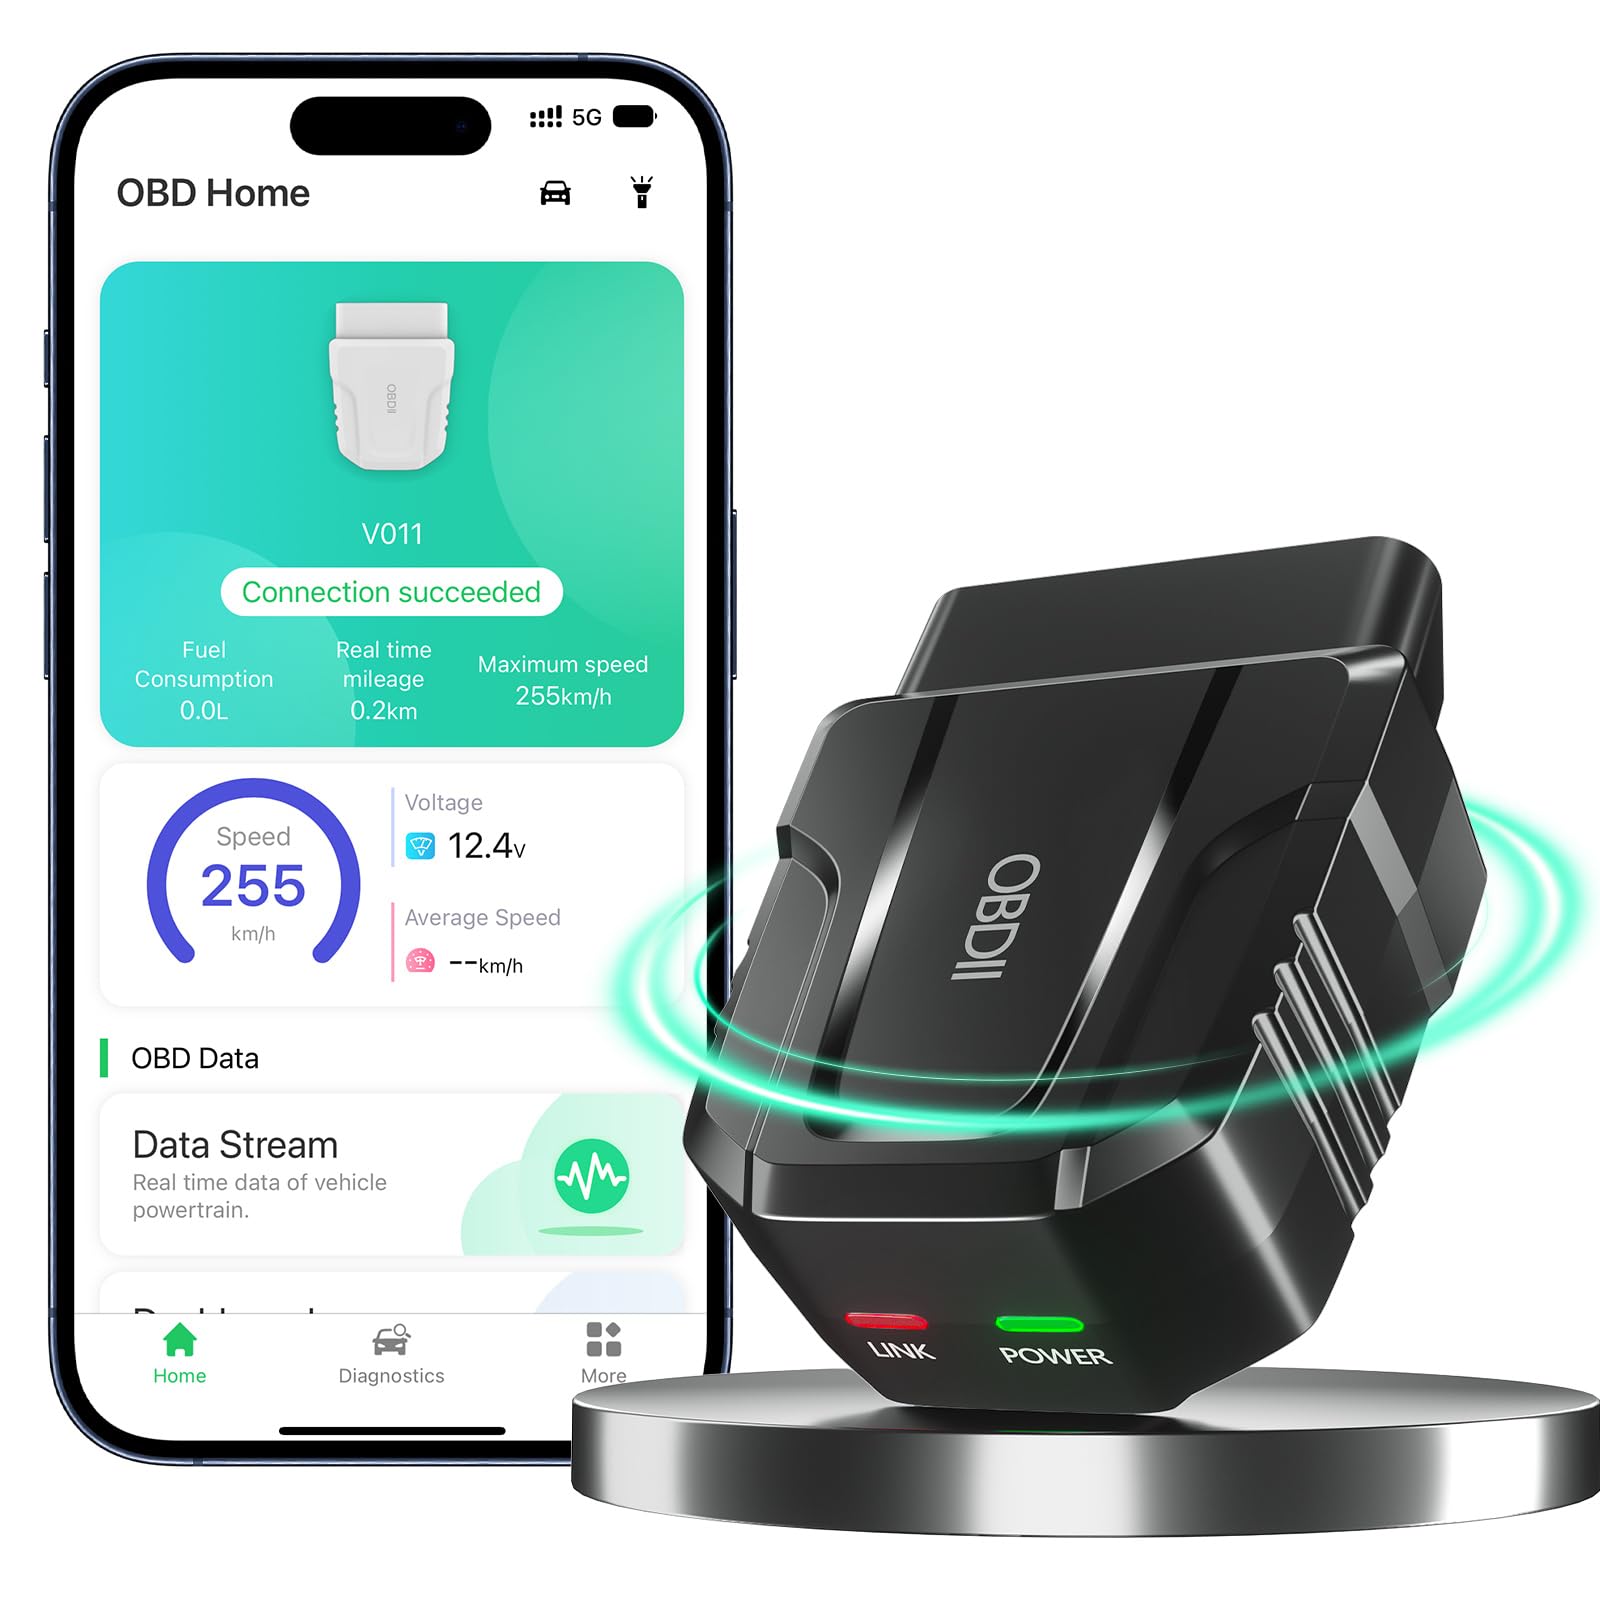 5G
OBD Home
OBDII
V011
Connection succeeded
Fuel
Consumption
0.0L
Real time
mileage
0.2km
Maximum speed
255km/h
Speed
255
km/h
Voltage
12.4v
Average Speed
--km/h
OBD Data
Data Stream
Real time data of vehicle
powertrain.
Home
Diagnostics
More
OBDII
LINK
POWER